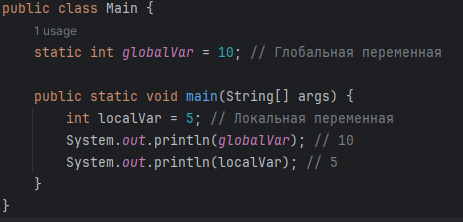 public class Main {
1 usage
static int globalVar = 10; // Глобальная переменная
public static void main(String[] args) {
int localVar = 5; // Локальная переменная
System.out.println(globalVar); // 10
System.out.println(localVar); // 5
}
}